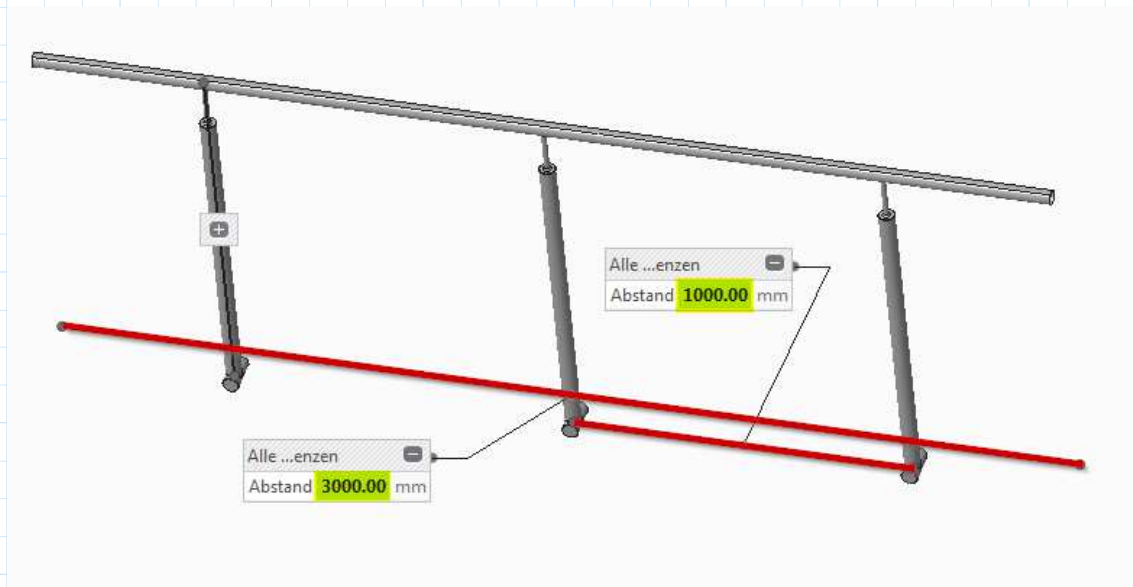 Alle ...enzen
Abstand 1000.00 mm
Alle ...enzen
Abstand 3000.00 mm